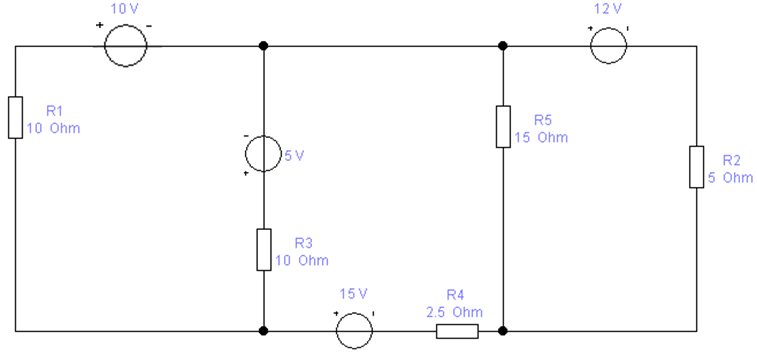 10 V
12 V
+
-
+
-
R1
10 Ohm
-
5 V
+
R5
15 Ohm
R2
5 Ohm
R3
10 Ohm
15 V
+
-
R4
2.5 Ohm